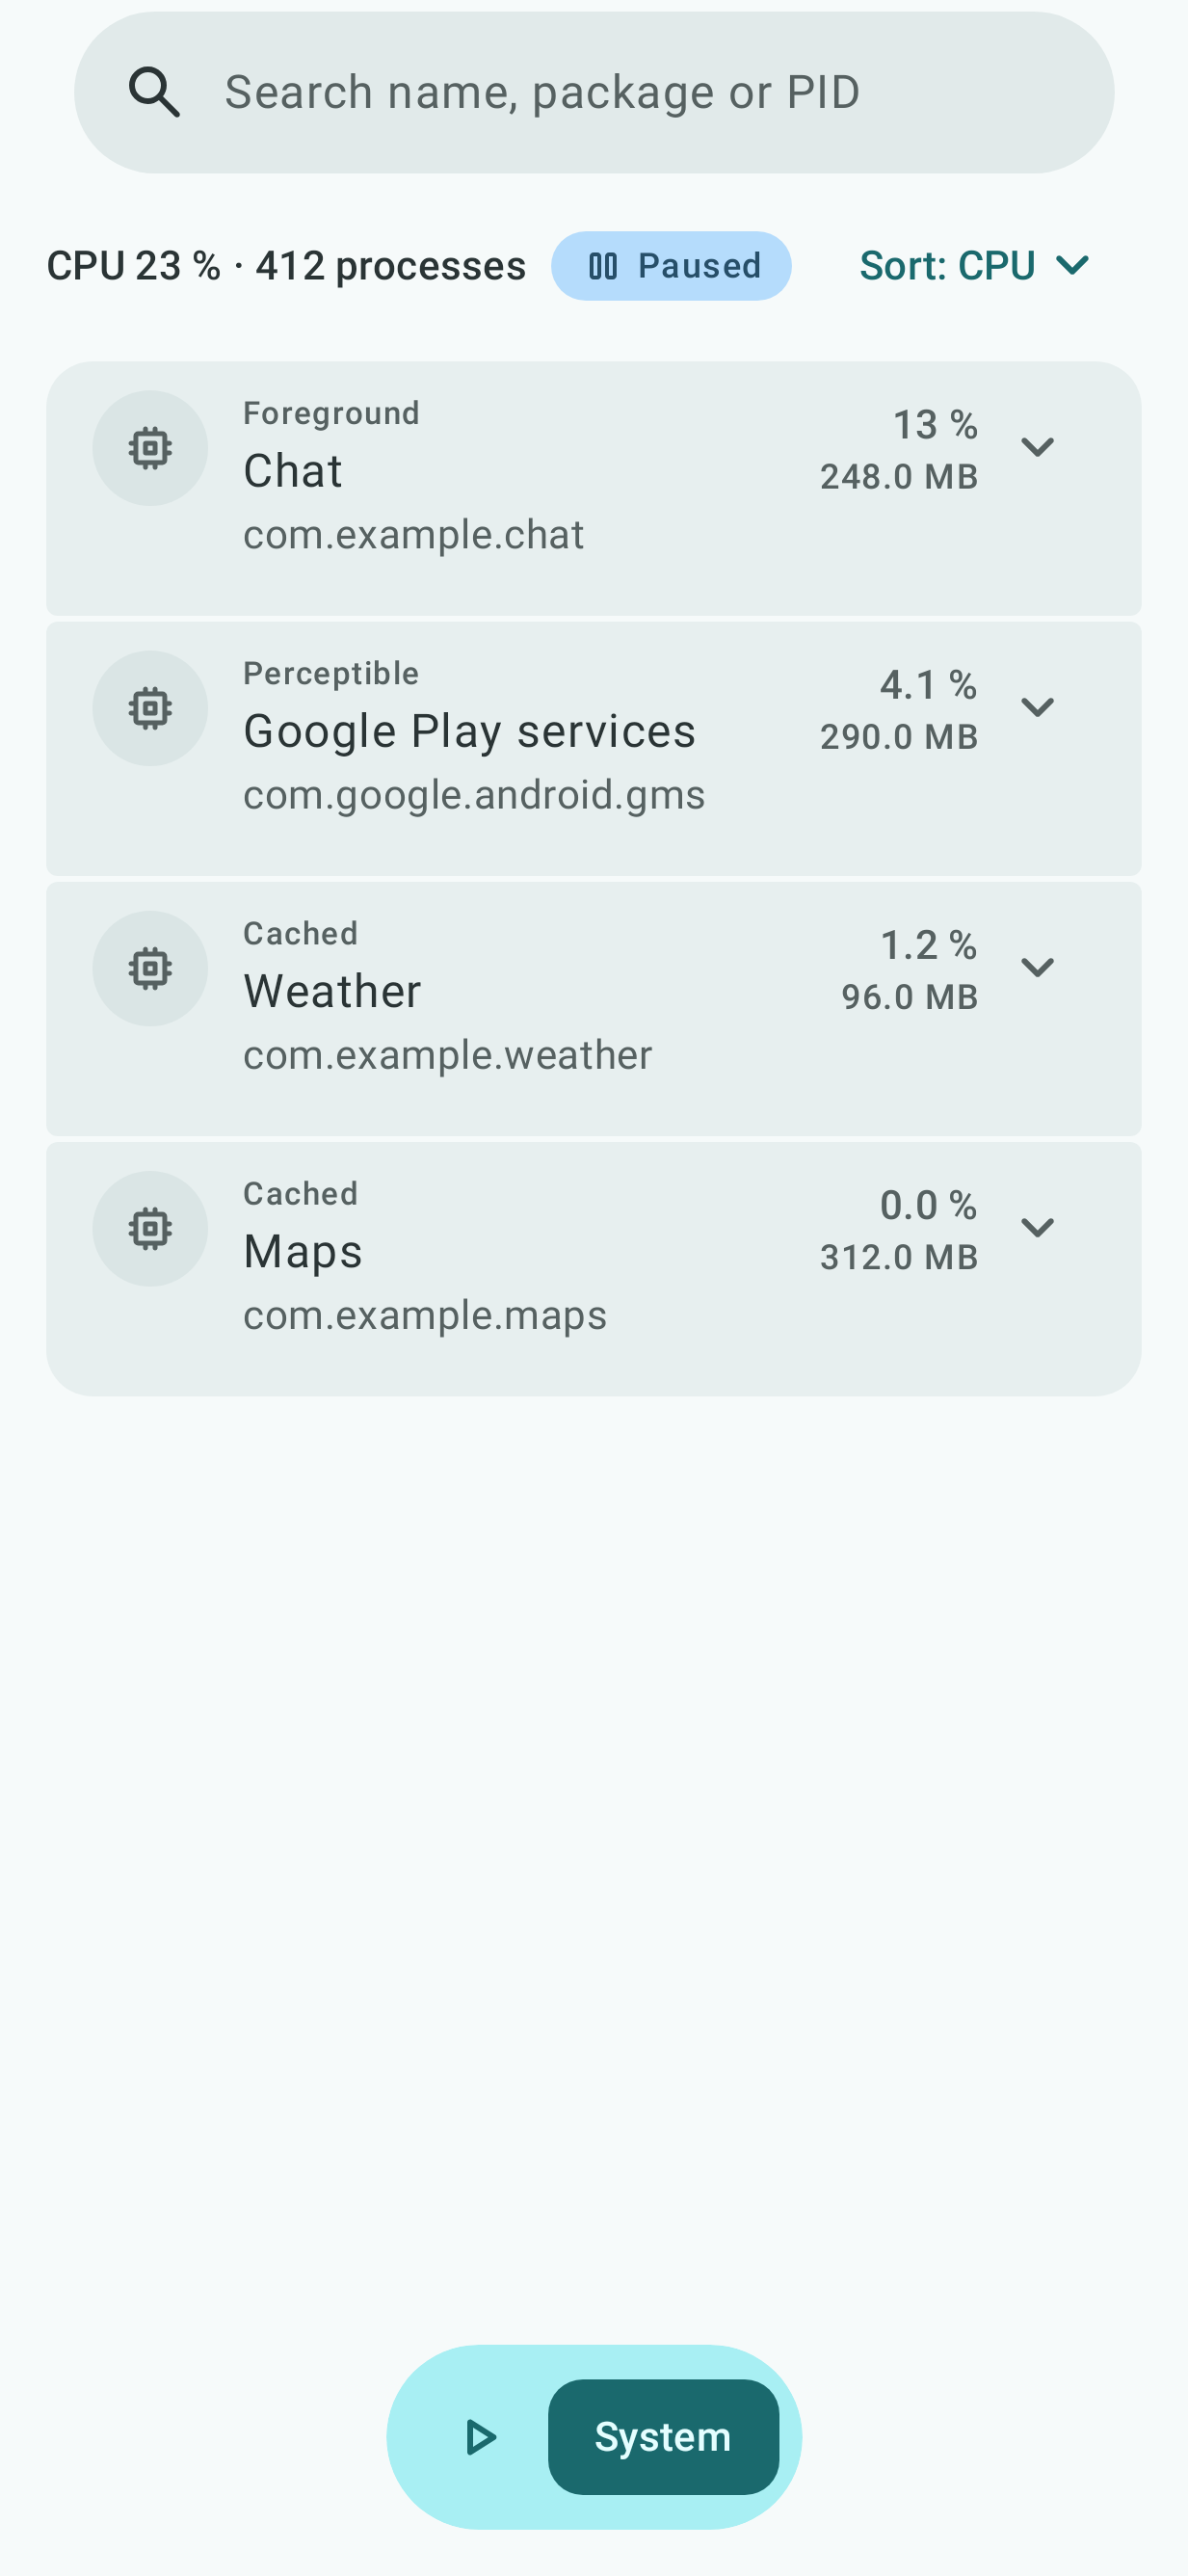 Search name, package or PID
CPU 23 % · 412 processes
Paused
Sort: CPU
Foreground
Chat
com.example.chat
13 %
248.0 MB
Perceptible
Google Play services
com.google.android.gms
4.1 %
290.0 MB
Cached
Weather
com.example.weather
1.2 %
96.0 MB
Cached
Maps
com.example.maps
0.0 %
312.0 MB
System